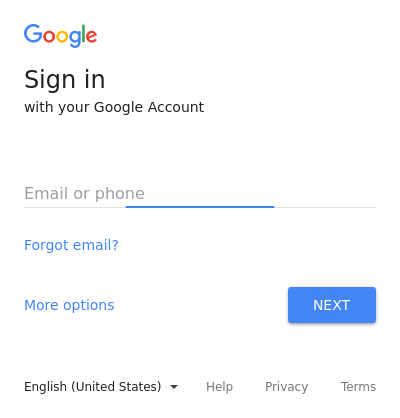 Google
Sign in
with your Google Account
Email or phone
Forgot email?
More options
NEXT
English (United States)
Help
Privacy
Terms